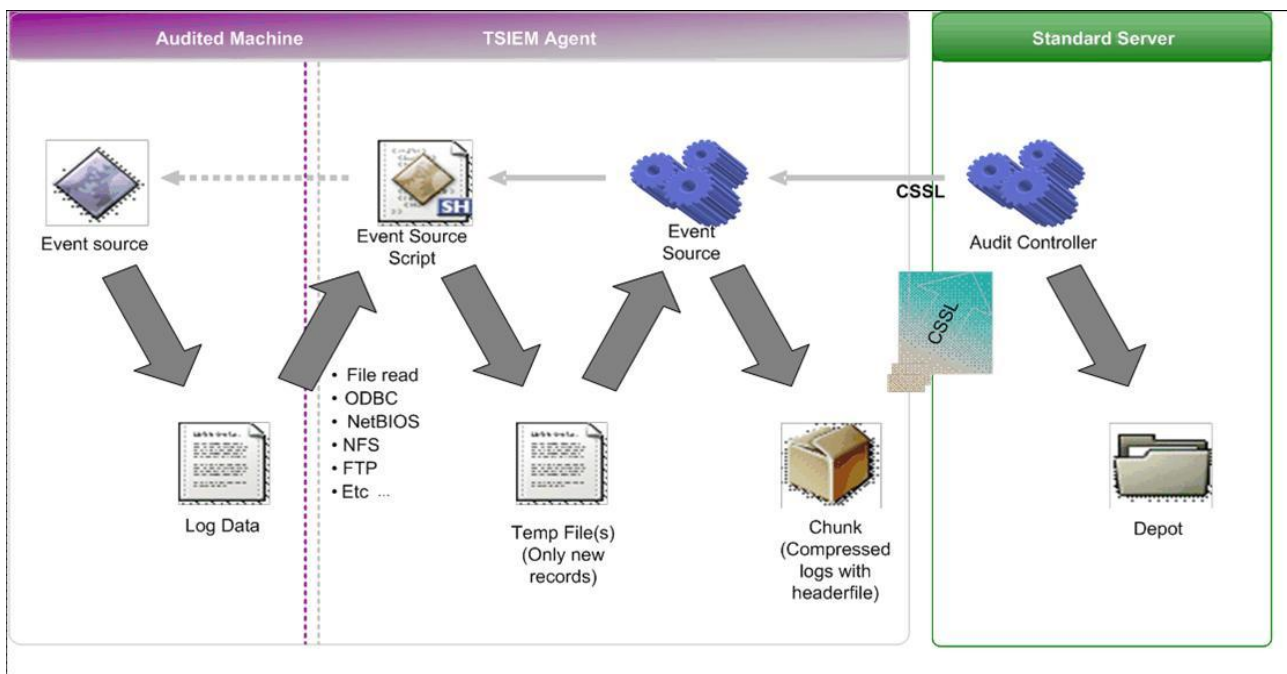 Audited Machine
TSIEM Agent
Standard Server
Event source
SH
Event Source
Script
Event
Source
CSSL
Audit Controller
CSSL
• File read
• ODBC
• NetBIOS
• NFS
• FTP
• Etc ...
Log Data
Temp File(s)
(Only new
records)
Chunk
(Compressed
logs with
headerfile)
Depot